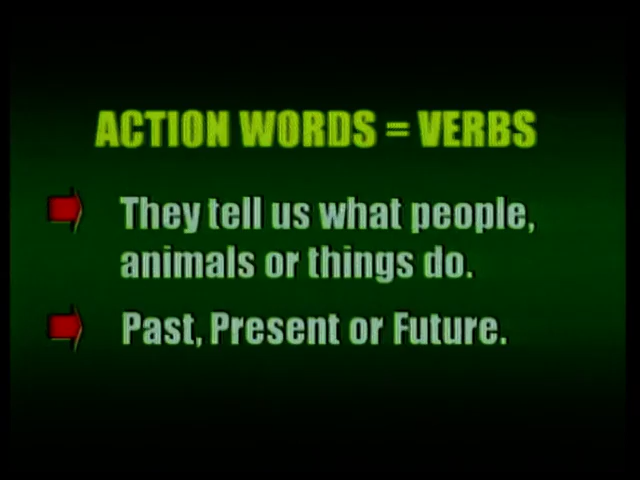 ACTION WORDS = VERBS
They tell us what people,
animals or things do.
Past, Present or Future.